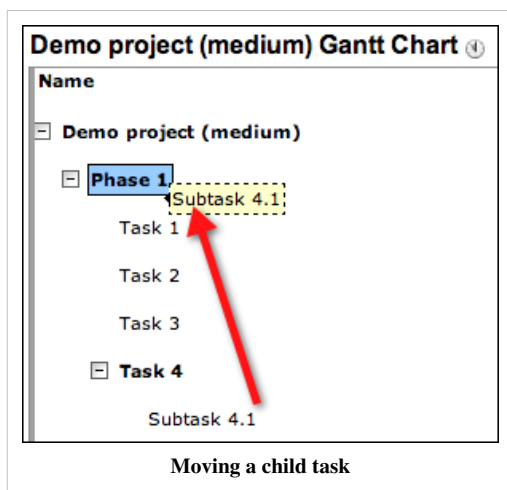 Demo project (medium) Gantt Chart
Name
Demo project (medium)
Phase 1
Subtask 4.1
Task 1
Task 2
Task 3
Task 4
Subtask 4.1
Moving a child task